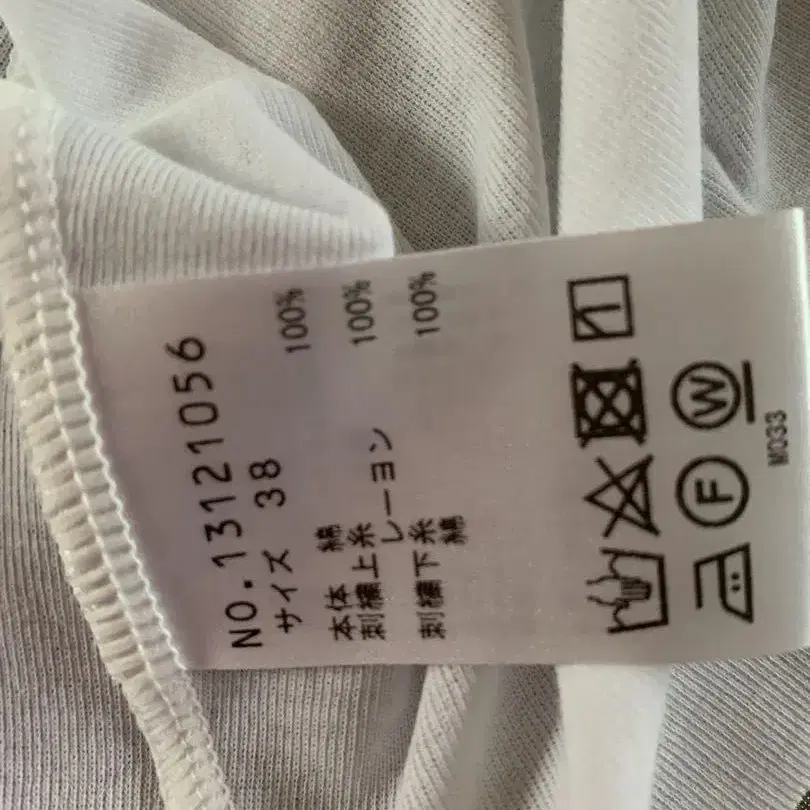 NO.13121056
サイズ 38
本体 綿 100%
刺繍上糸
レーヨン 100%
刺繍下糸
綿 100%
F W
M033